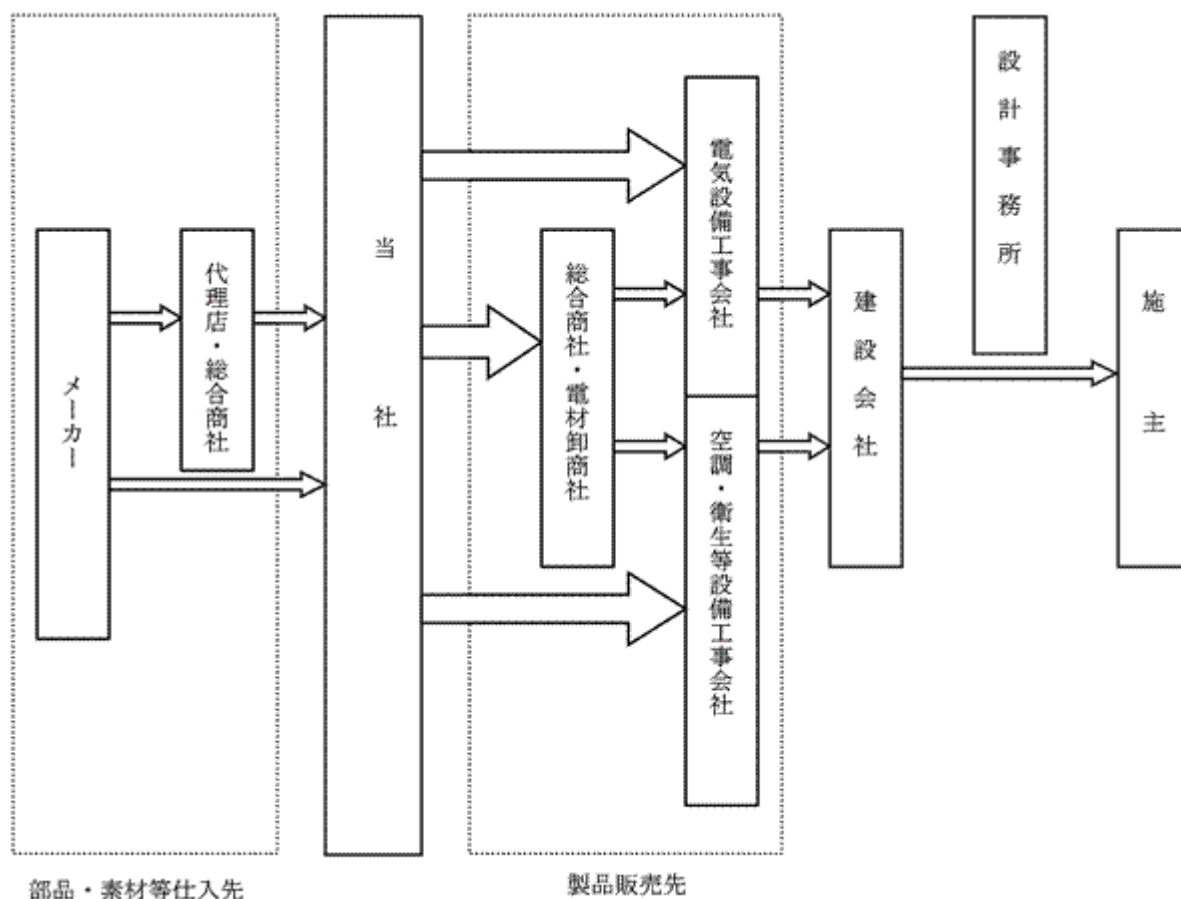 メーカー
代理店・総合商社
当社
総合商社・電材卸商社
電気設備工事会社
空調・衛生等設備工事会社
建設会社
設計事務所
施主
部品・素材等仕入先
製品販売先